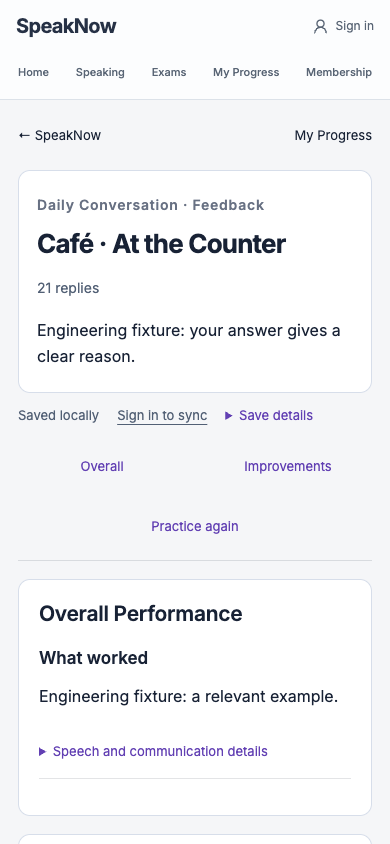 SpeakNow
Sign in
Home Speaking Exams My Progress Membership
← SpeakNow
My Progress
Daily Conversation · Feedback
Café · At the Counter
21 replies
Engineering fixture: your answer gives a
clear reason.
Saved locally Sign in to sync ▶ Save details
Overall Improvements
Practice again
Overall Performance
What worked
Engineering fixture: a relevant example.
▶ Speech and communication details